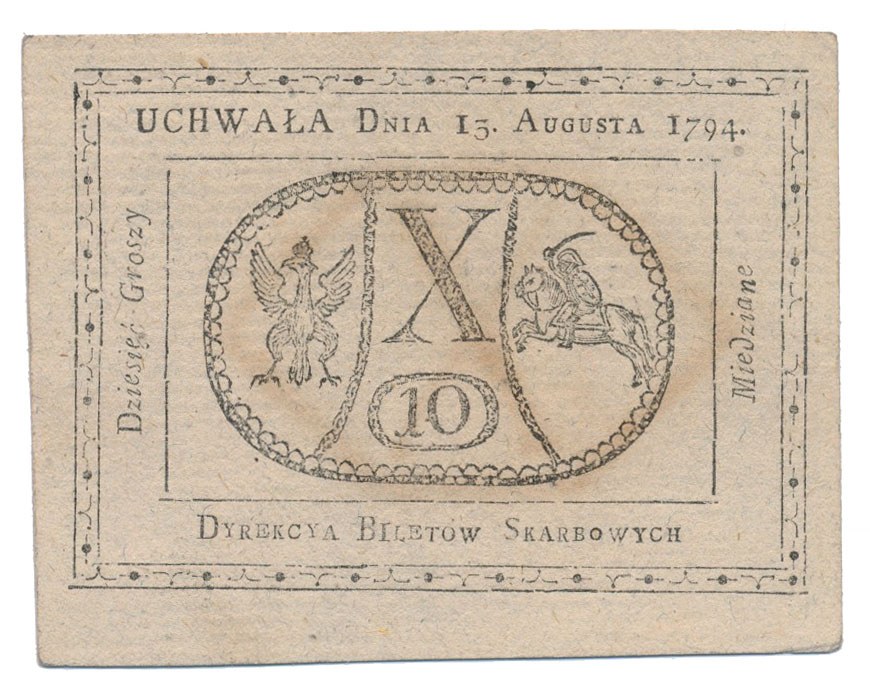 UCHWAŁA DNIA 13. AUGUSTA 1794.
Dziesięć Groszy
X
10
Miedziane
DYREKCYA BILETÓW SKARBOWYCH